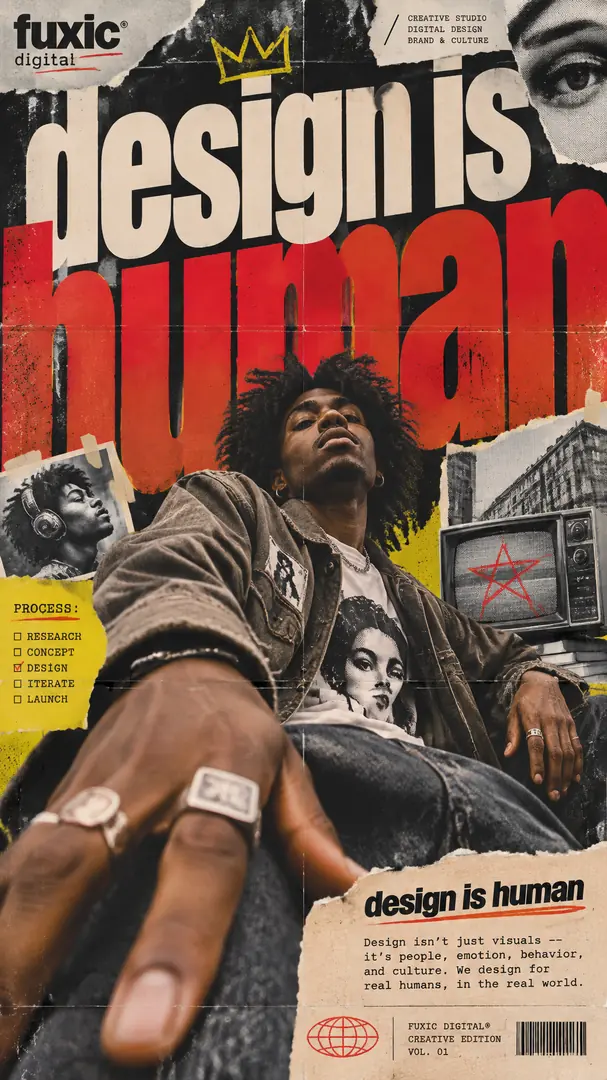 fuxic®
digital
/ CREATIVE STUDIO
DIGITAL DESIGN
BRAND & CULTURE
design is
human
PROCESS:
☐ RESEARCH
☐ CONCEPT
☑ DESIGN
☐ ITERATE
☐ LAUNCH
design is human
Design isn't just visuals --
it's people, emotion, behavior,
and culture. We design for
real humans, in the real world.
FUXIC DIGITAL®
CREATIVE EDITION
VOL. 01